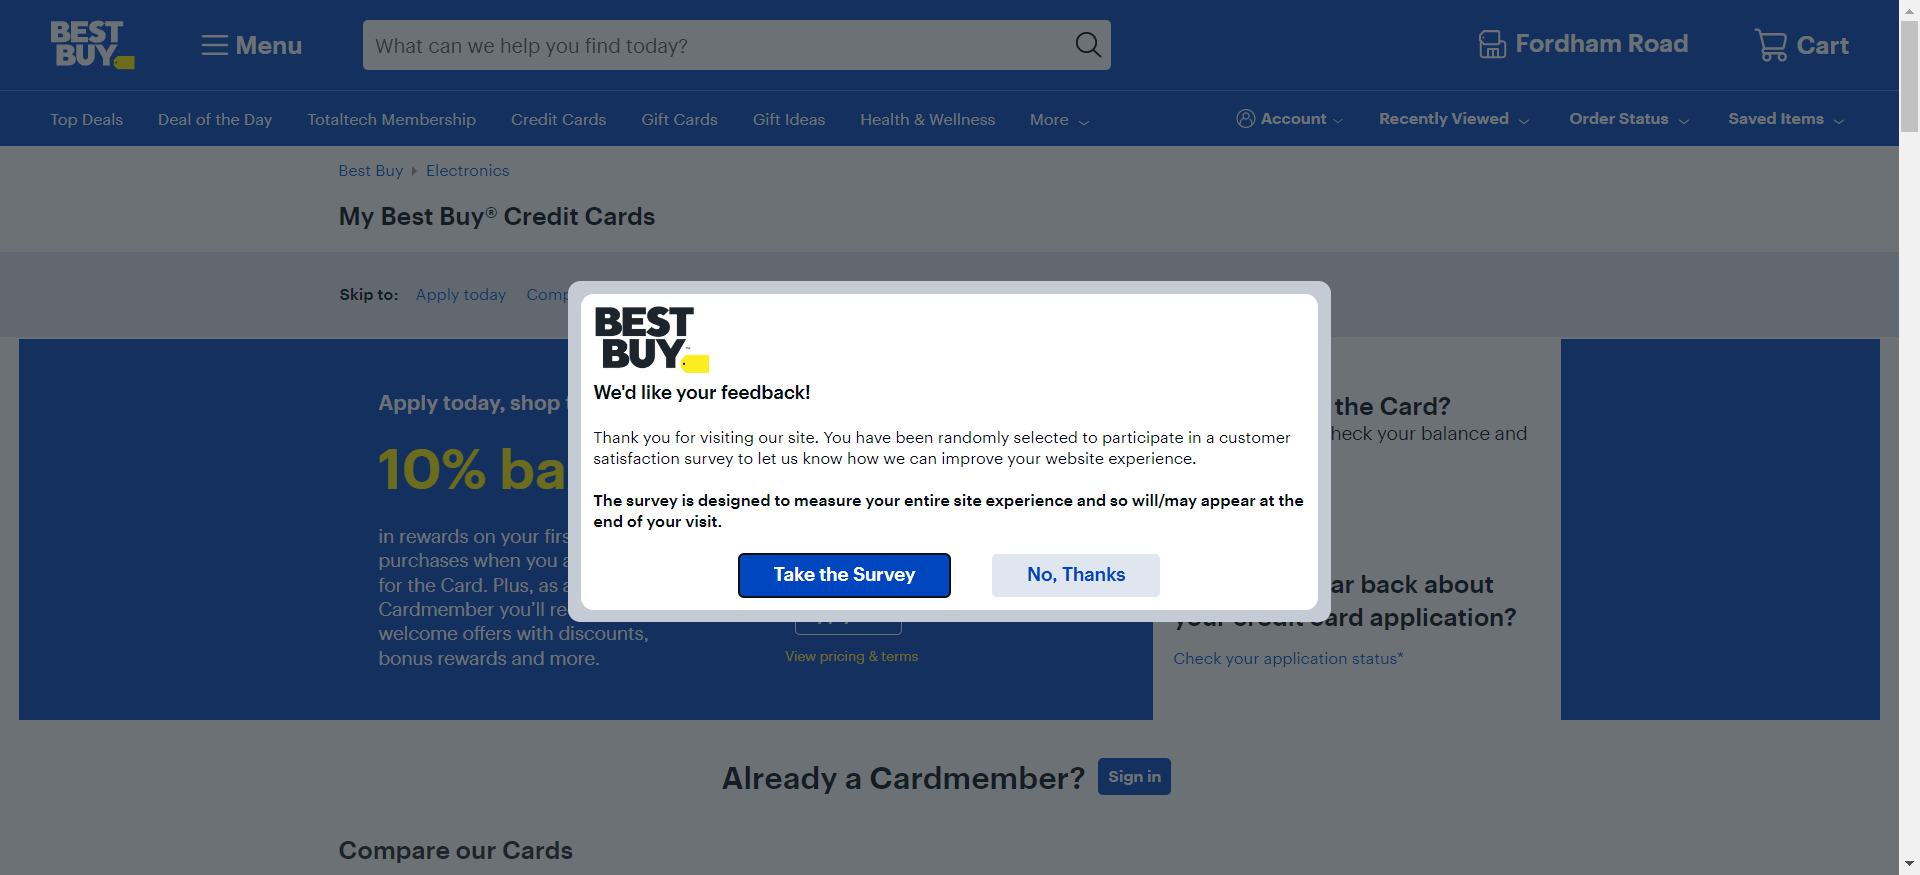 BEST
BUY
Menu
What can we help you find today?
Fordham Road
Cart
Top Deals
Deal of the Day
Totaltech Membership
Credit Cards
Gift Cards
Gift Ideas
Health & Wellness
More
Account
Recently Viewed
Order Status
Saved Items
Best Buy
Electronics
My Best Buy® Credit Cards
Skip to:
Apply today
Comp
BEST
BUY™
We'd like your feedback!
Thank you for visiting our site. You have been randomly selected to participate in a customer
satisfaction survey to let us know how we can improve your website experience.
The survey is designed to measure your entire site experience and so will/may appear at the
end of your visit.
Take the Survey
No, Thanks
Apply today, shop
10% ba
in rewards on your firs
purchases when you a
for the Card. Plus, as a
Cardmember you'll re
welcome offers with discounts,
bonus rewards and more.
View pricing & terms
the Card?
heck your balance and
ar back about
your credit card application?
Check your application status*
Already a Cardmember?
Sign in
Compare our Cards